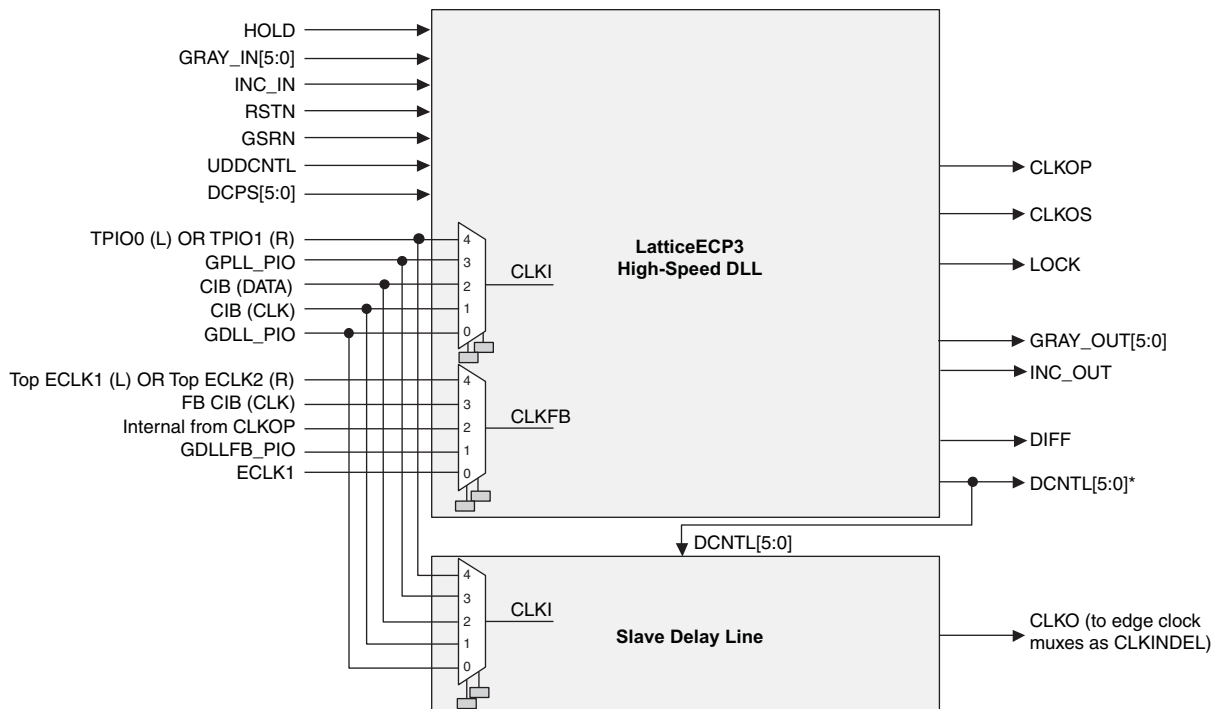 HOLD
GRAY_IN[5:0]
INC_IN
RSTN
GSRN
UDDCNTL
DCPS[5:0]
TPIO0 (L) OR TPIO1 (R)
GPLL_PIO
CIB (DATA)
CIB (CLK)
GDLL_PIO
4
3
2
1
0
CLKI
Top ECLK1 (L) OR Top ECLK2 (R)
FB CIB (CLK)
Internal from CLKOP
GDLLFB_PIO
ECLK1
4
3
2
1
0
CLKFB
LatticeECP3
High-Speed DLL
CLKOP
CLKOS
LOCK
GRAY_OUT[5:0]
INC_OUT
DIFF
DCNTL[5:0]*
DCNTL[5:0]
4
3
2
1
0
CLKI
Slave Delay Line
CLKO (to edge clock
muxes as CLKINDEL)